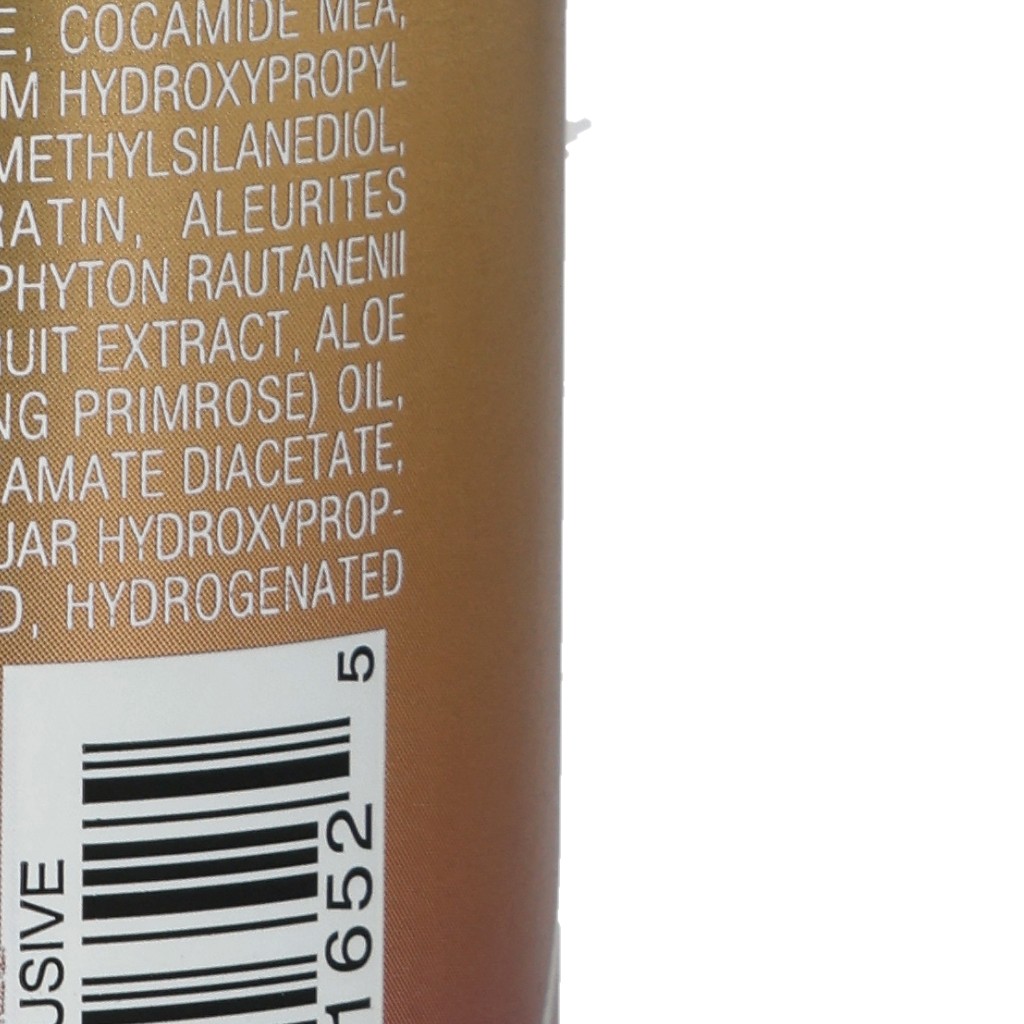 E, COCAMIDE MEA,
M HYDROXYPROPYL
METHYLSILANEDIOL,
RATIN, ALEURITES
PHYTON RAUTANENII
RUIT EXTRACT, ALOE
NG PRIMROSE) OIL,
AMATE DIACETATE,
UAR HYDROXYPROP-
D, HYDROGENATED
5
1652
USIVE